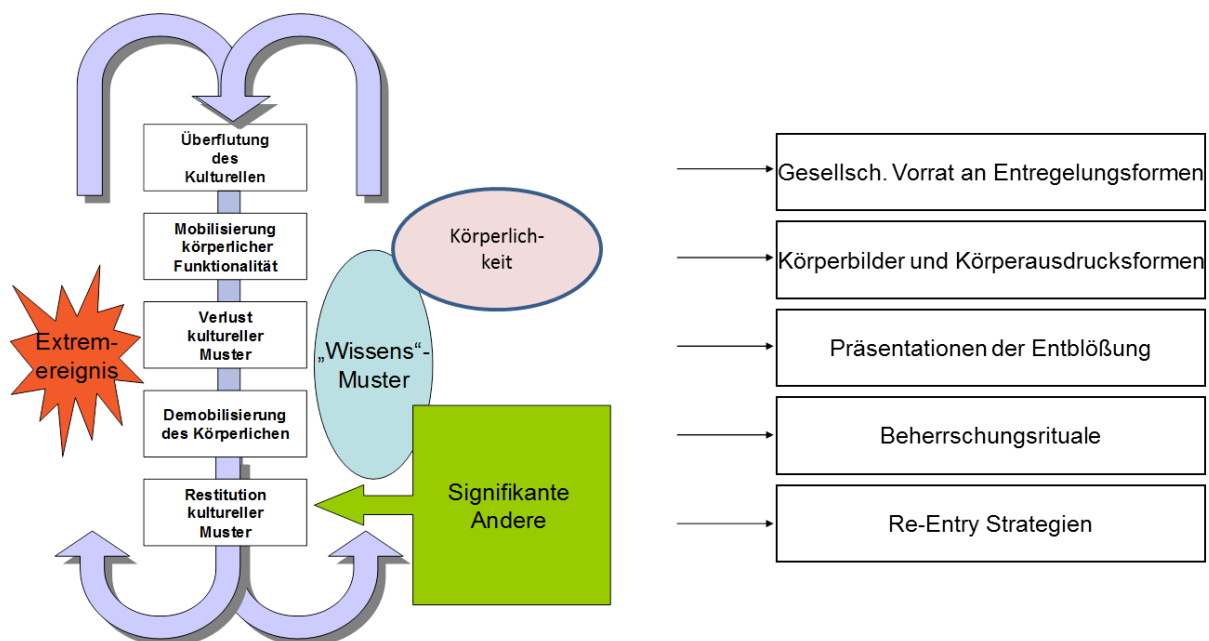 Überflutung
des
Kulturellen
Mobilisierung
körperlicher
Funktionalität
Verlust
kultureller
Muster
Demobilisierung
des Körperlichen
Restitution
kultureller
Muster
Extrem-
ereignis
Körperlich-
keit
„Wissens“-
Muster
Signifikante
Andere
Gesellsch. Vorrat an Entregelungsformen
Körperbilder und Körperausdrucksformen
Präsentationen der Entblößung
Beherrschungsrituale
Re-Entry Strategien